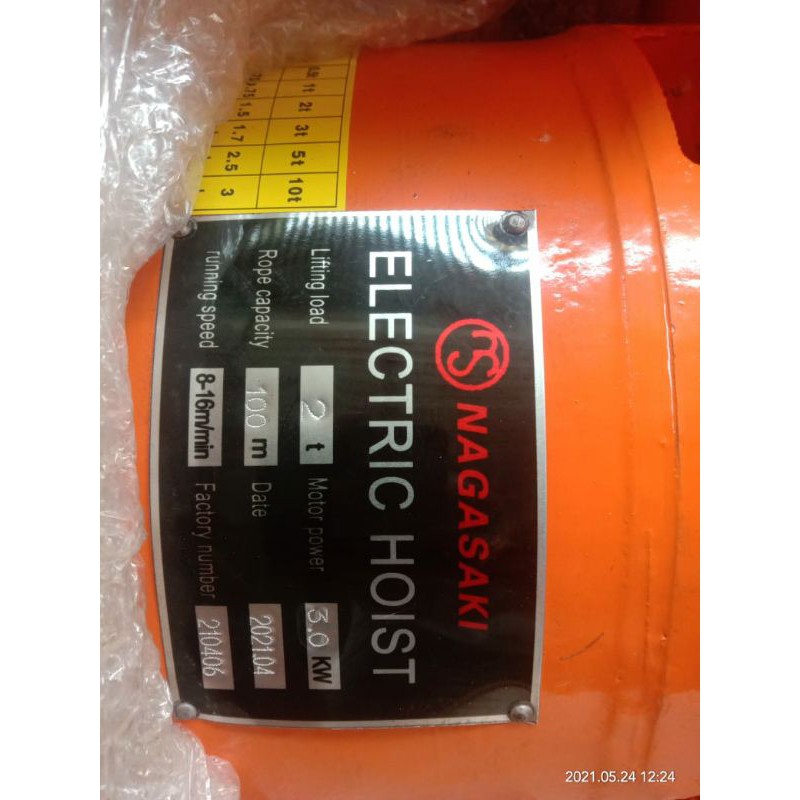 NAGASAKI
ELECTRIC HOIST
Lifting load 2 t Motor power 3.0 KW
Rope capacity 100 m Date 2021.04
running speed 8-16m/min Factory number 210406
1t 2t 3t 5t 10t
1.5 1.7 2.5 3
2021.05.24 12:24